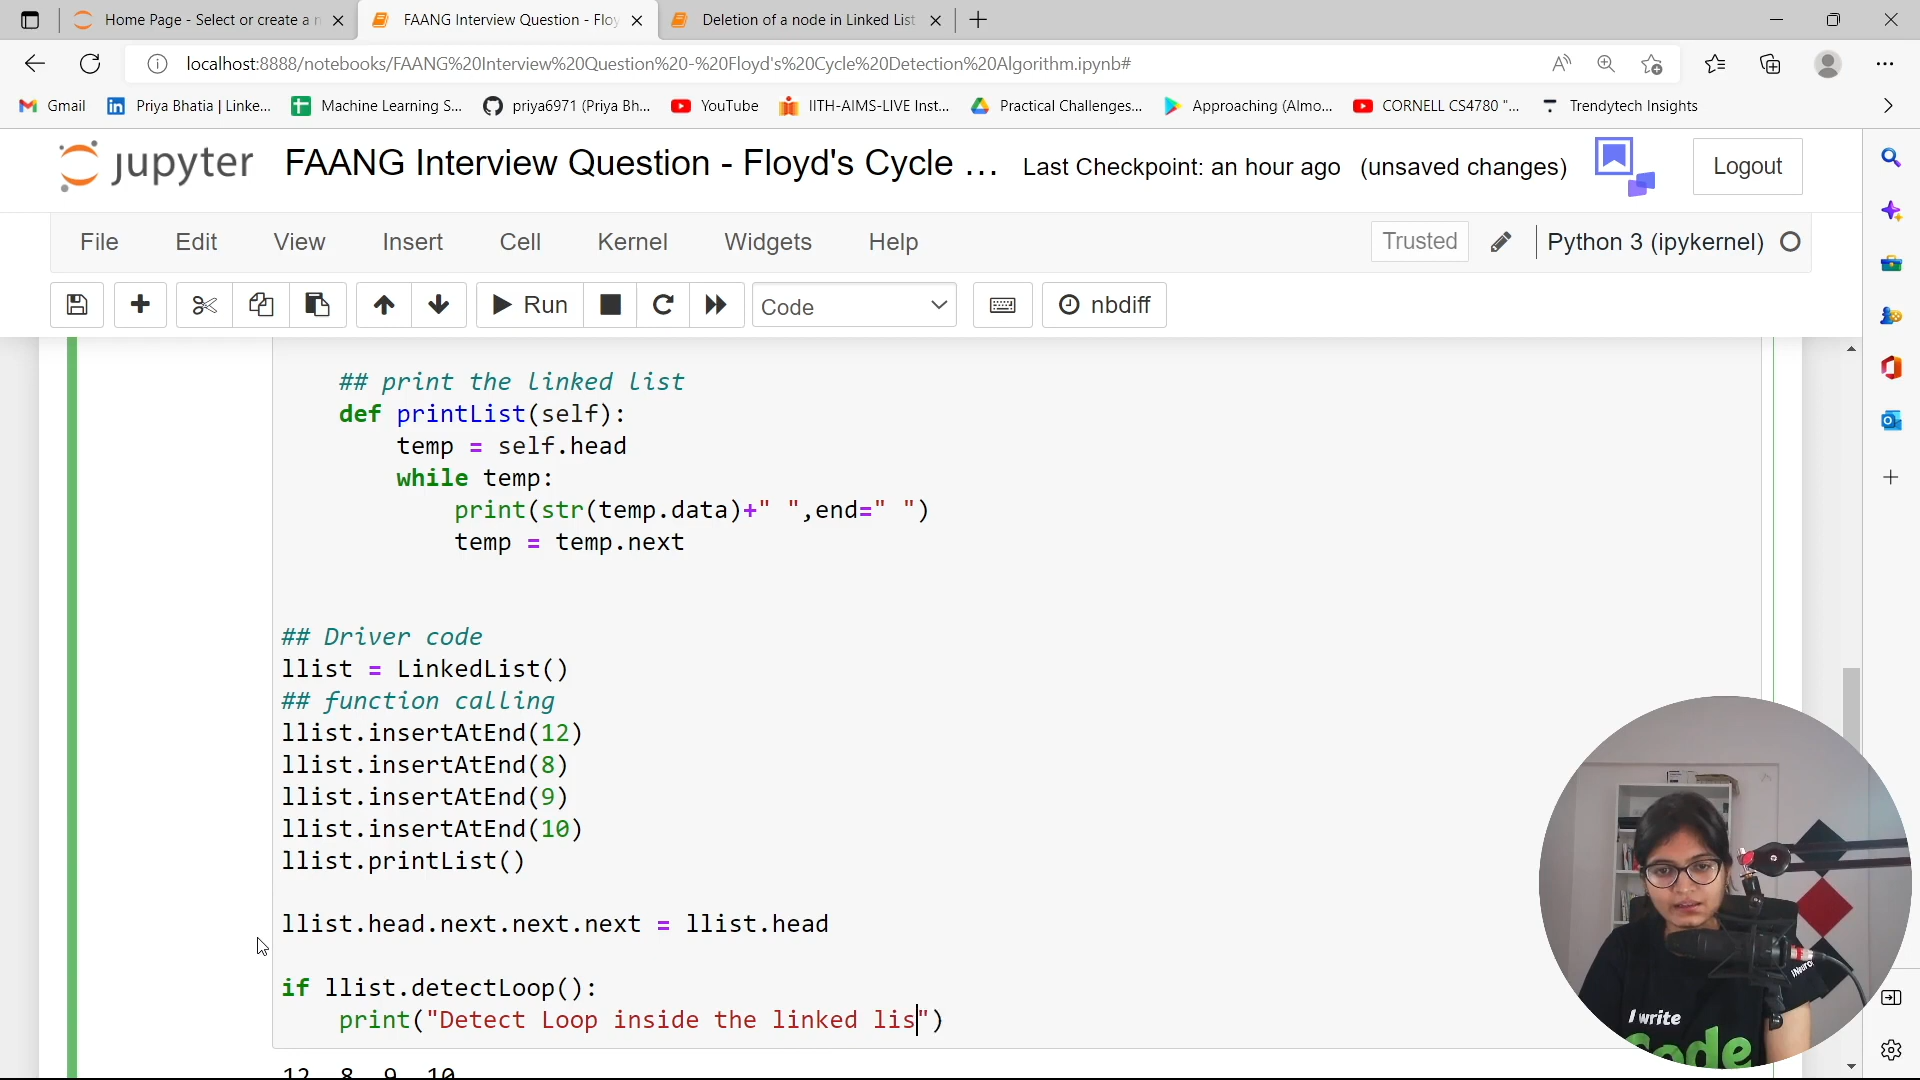 Home Page - Select or create a n
FAANG Interview Question - Floy
Deletion of a node in Linked List
localhost:8888/notebooks/FAANG%20Interview%20Question%20-%20Floyd's%20Cycle%20Detection%20Algorithm.ipynb#
Gmail
Priya Bhatia | Linke...
Machine Learning S...
priya6971 (Priya Bh...
YouTube
IITH-AIMS-LIVE Inst...
Practical Challenges...
Approaching (Almo...
CORNELL CS4780 "...
Trendytech Insights
jupyter
FAANG Interview Question - Floyd's Cycle ...
Last Checkpoint: an hour ago (unsaved changes)
Logout
File Edit View Insert Cell Kernel Widgets Help
Trusted
Python 3 (ipykernel)
Run
Code
nbdiff
## print the linked list
def printList(self):
temp = self.head
while temp:
print(str(temp.data)+" ",end=" ")
temp = temp.next
## Driver code
llist = LinkedList()
## function calling
llist.insertAtEnd(12)
llist.insertAtEnd(8)
llist.insertAtEnd(9)
llist.insertAtEnd(10)
llist.printList()
llist.head.next.next.next = llist.head
if llist.detectLoop():
print("Detect Loop inside the linked lis")
12 8 9 10
iNeuro
I write
Code